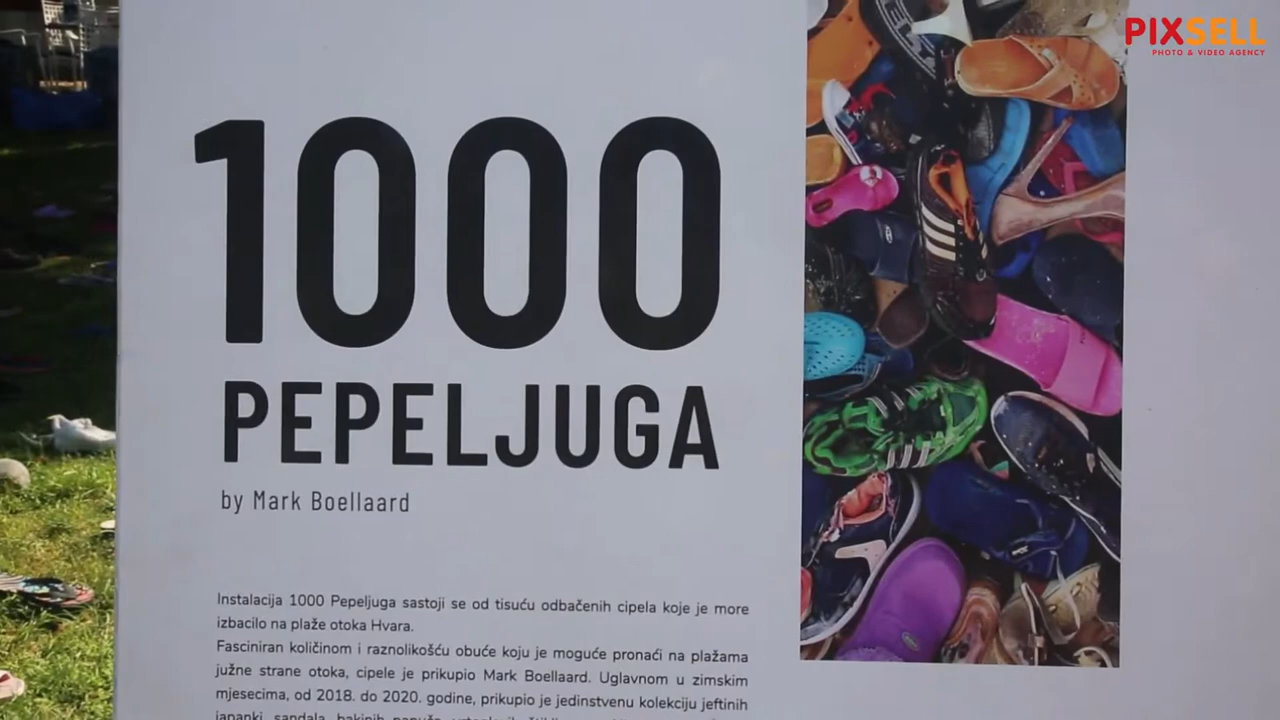 PIXSELL
PHOTO & VIDEO AGENCY
1000
PEPELJUGA
by Mark Boellaard
Instalacija 1000 Pepeljuga sastoji se od tisuću odbačenih cipela koje je more
izbacilo na plaže otoka Hvara.
Fasciniran količinom i raznolikošću obuće koju je moguće pronaći na plažama
južne strane otoka, cipele je prikupio Mark Boellaard. Uglavnom u zimskim
mjesecima, od 2018. do 2020. godine, prikupio je jedinstvenu kolekciju jeftinih